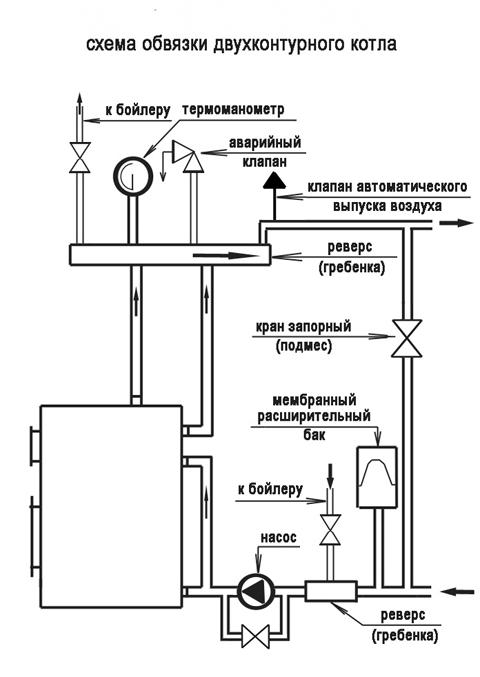 схема обвязки двухконтурного котла
к бойлеру
термоманометр
аварийный
клапан
клапан автоматического
выпуска воздуха
реверс
(гребенка)
кран запорный
(подмес)
мембранный
расширительный
бак
к бойлеру
насос
реверс
(гребенка)